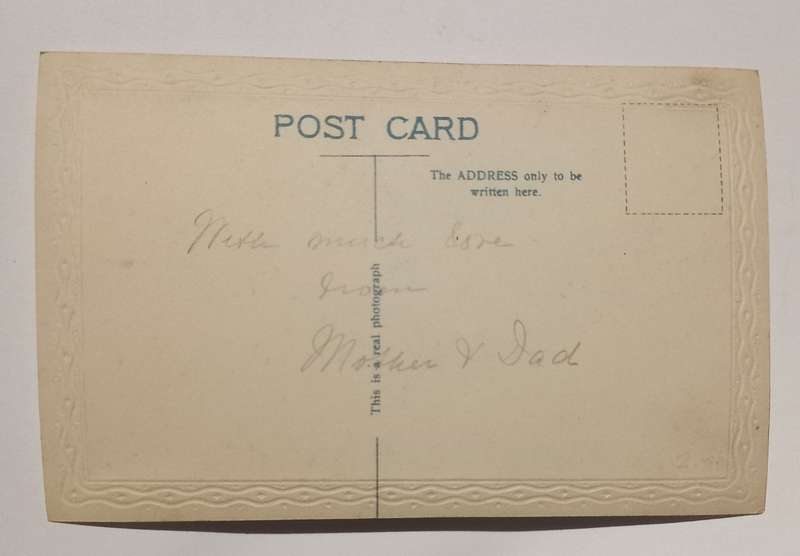 POST CARD
The ADDRESS only to be
written here.
With much love
from
Mother & Dad
This is a real photograph